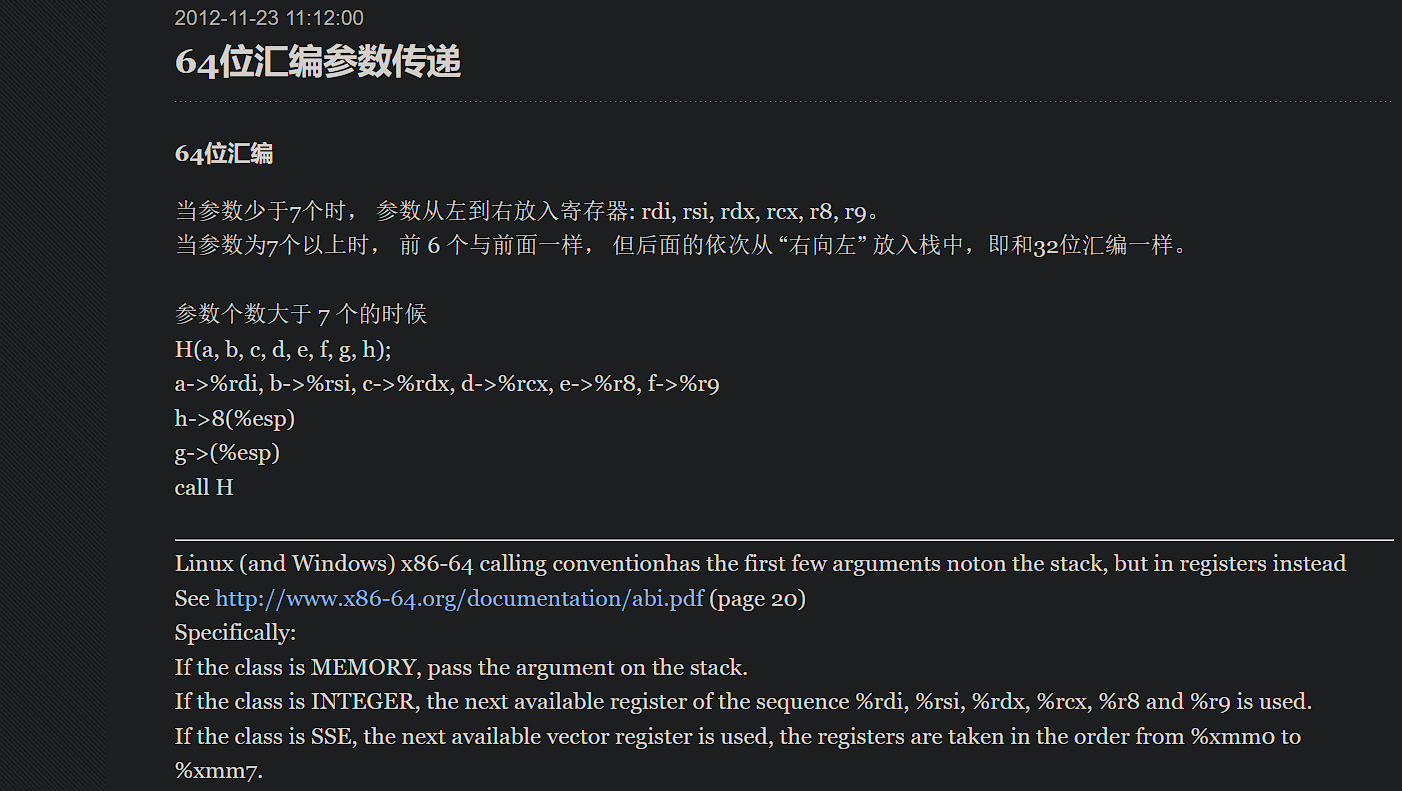 2012-11-23 11:12:00
64位汇编参数传递
64位汇编
当参数少于7个时， 参数从左到右放入寄存器: rdi, rsi, rdx, rcx, r8, r9。
当参数为7个以上时， 前 6 个与前面一样， 但后面的依次从 “右向左” 放入栈中，即和32位汇编一样。
参数个数大于 7 个的时候
H(a, b, c, d, e, f, g, h);
a->%rdi, b->%rsi, c->%rdx, d->%rcx, e->%r8, f->%r9
h->8(%esp)
g->(%esp)
call H
Linux (and Windows) x86-64 calling conventionhas the first few arguments noton the stack, but in registers instead
See http://www.x86-64.org/documentation/abi.pdf (page 20)
Specifically:
If the class is MEMORY, pass the argument on the stack.
If the class is INTEGER, the next available register of the sequence %rdi, %rsi, %rdx, %rcx, %r8 and %r9 is used.
If the class is SSE, the next available vector register is used, the registers are taken in the order from %xmm0 to
%xmm7.